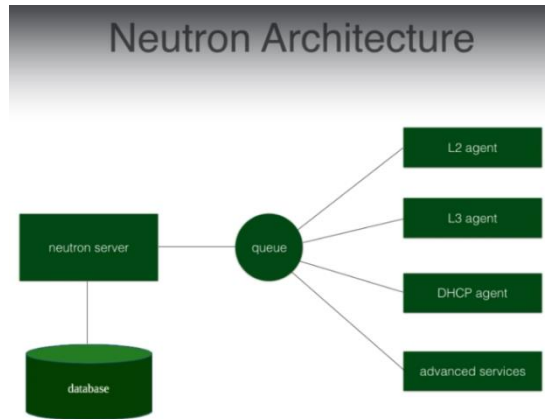 Neutron Architecture
L2 agent
L3 agent
neutron server
queue
DHCP agent
advanced services
database